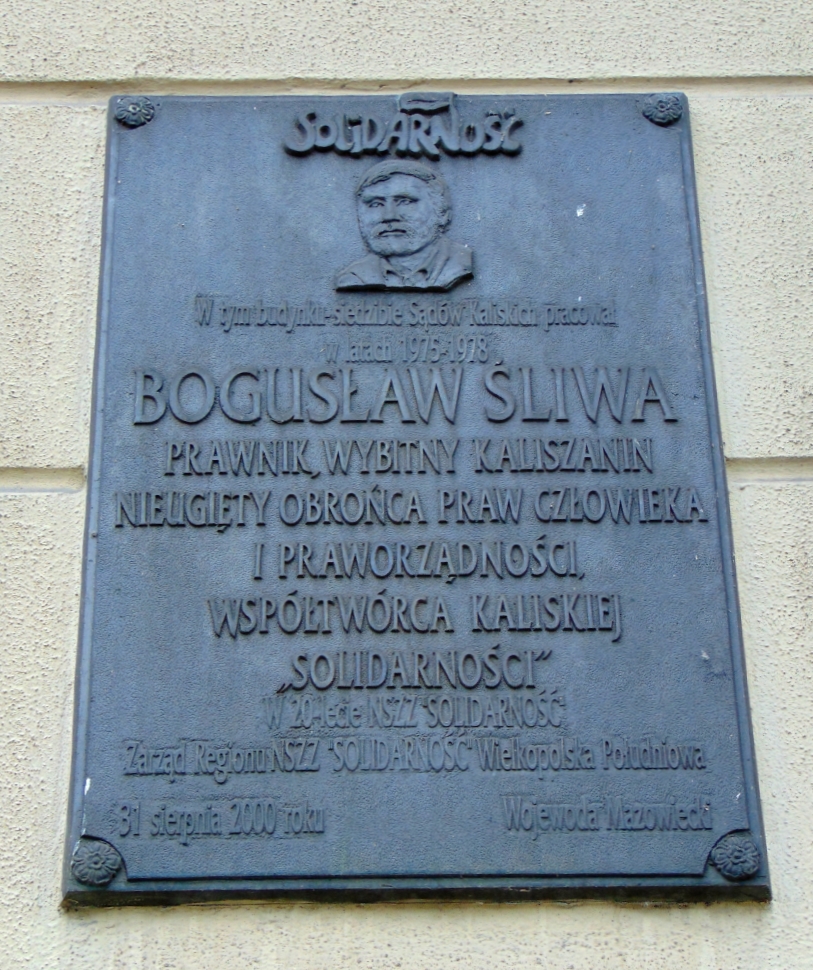 SOLIDARNOŚĆ
W tym budynku-siedzibie Sądów Kaliskich pracował
w latach 1975-1978
BOGUSŁAW ŚLIWA
PRAWNIK, WYBITNY KALISZANIN
NIEUGIĘTY OBROŃCA PRAW CZŁOWIEKA
I PRAWORZĄDNOŚCI,
WSPÓŁTWÓRCA KALISKIEJ
„SOLIDARNOŚCI”
W 20-lecie NSZZ "SOLIDARNOŚĆ"
Zarząd Regionu NSZZ "SOLIDARNOŚĆ" Wielkopolska Południowa
31 sierpnia 2000 roku Wojewoda Mazowiecki